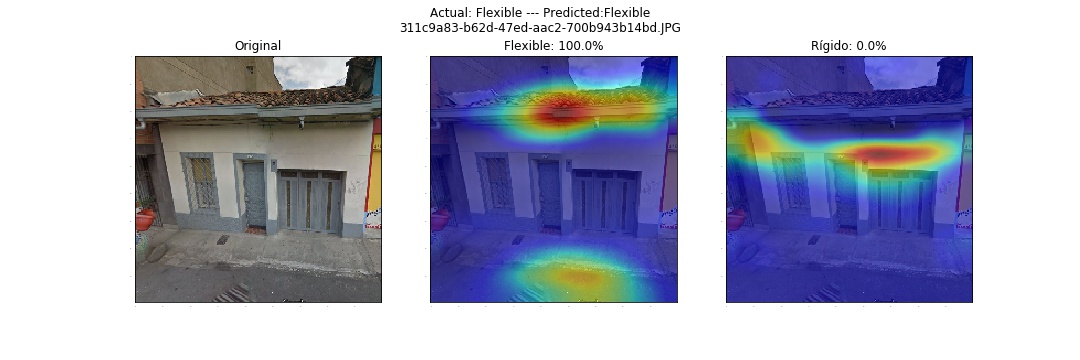 Actual: Flexible --- Predicted:Flexible
311c9a83-b62d-47ed-aac2-700b943b14bd.JPG
Original
Flexible: 100.0%
Rígido: 0.0%